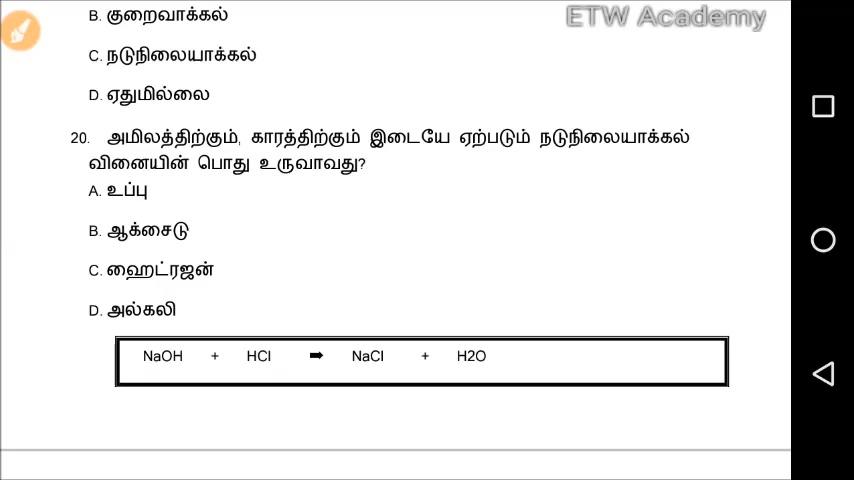 ETW Academy
B. குறைவாக்கல்
C. நடுநிலையாக்கல்
D. ஏதுமில்லை
20. அமிலத்திற்கும், காரத்திற்கும் இடையே ஏற்படும் நடுநிலையாக்கல்
வினையின் பொது உருவாவது?
A. உப்பு
B. ஆக்சைடு
C. ஹைட்ரஜன்
D. அல்கலி
NaOH + HCl ➡ NaCl + H2O